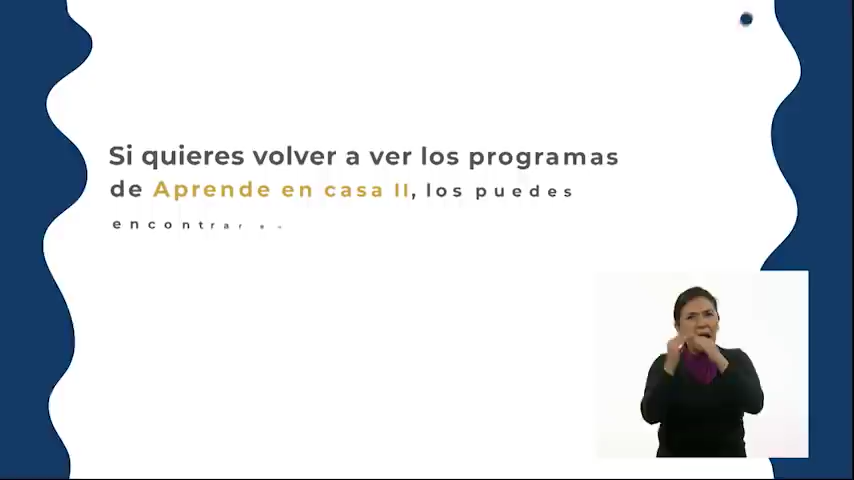 Si quieres volver a ver los programas
de Aprende en casa II, los puedes
encontrar